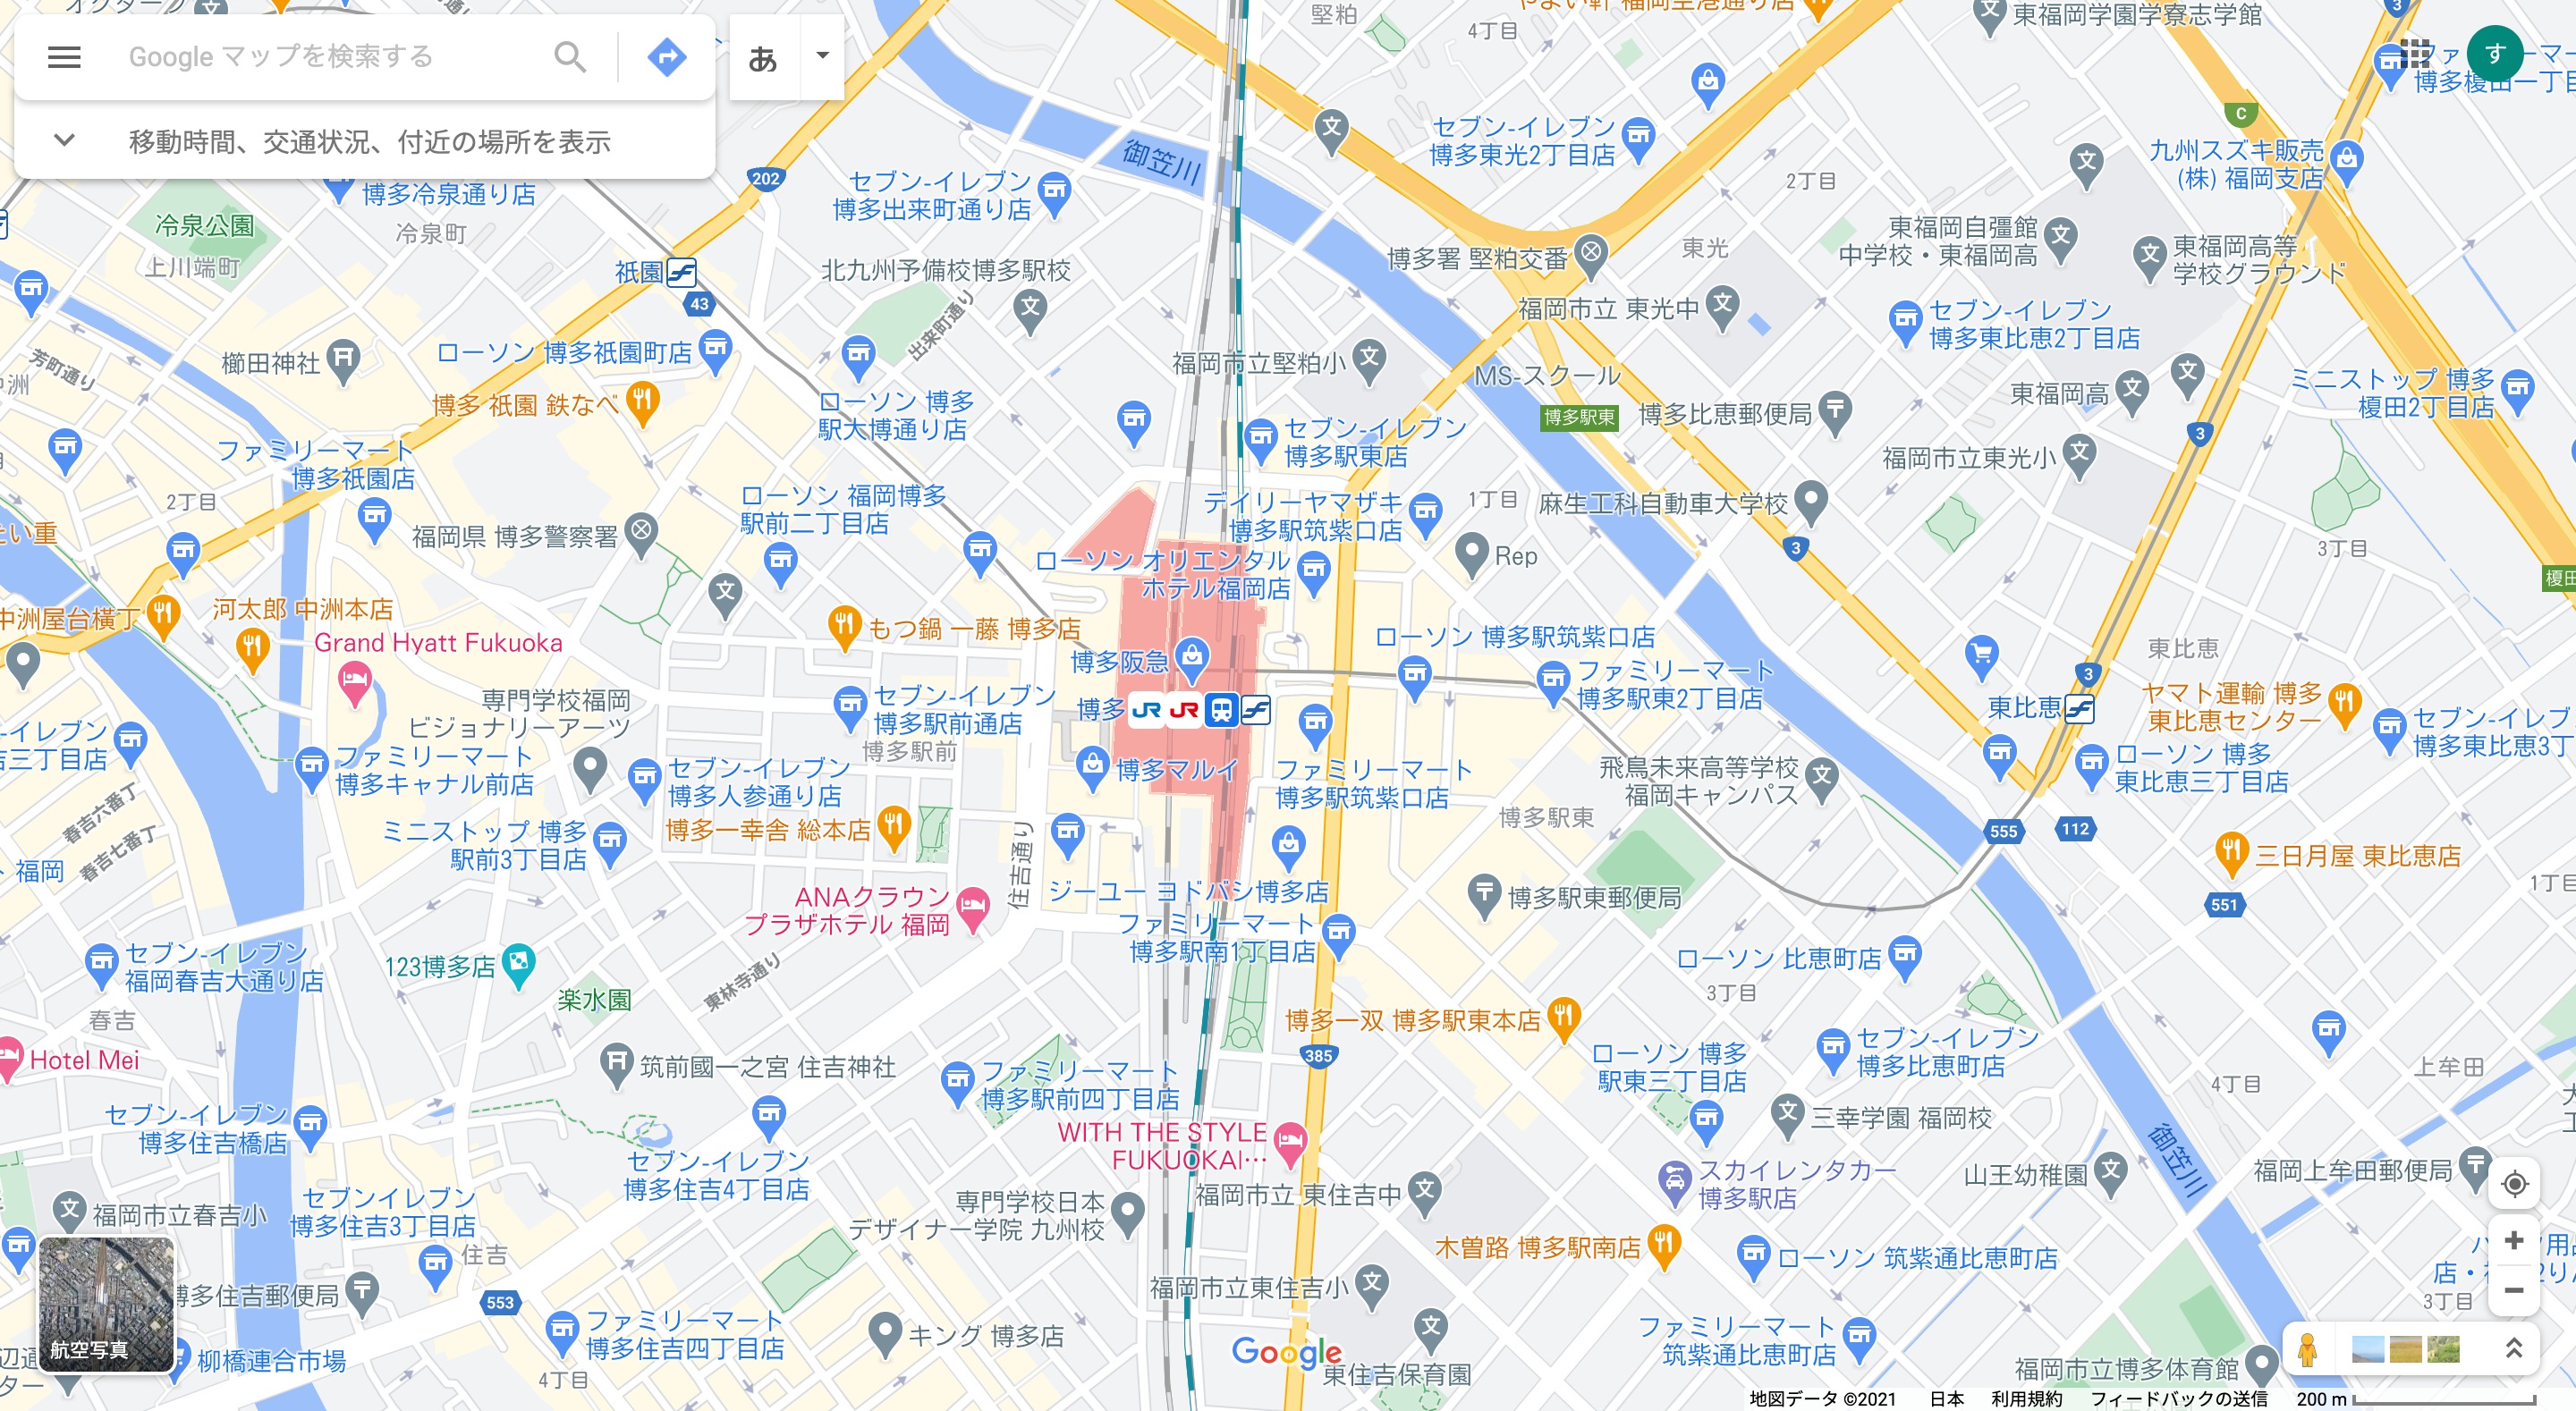 Google マップを検索する
あ
す
移動時間、交通状況、付近の場所を表示
堅粕
4丁目
東福岡学園学寮志学館
3
C
202
御笠川
セブン-イレブン
博多東光2丁目店
2丁目
九州スズキ販売
(株) 福岡支店
博多冷泉通り店
冷泉公園
冷泉町
上川端町
セブン-イレブン
博多出来町通り店
祇園
43
北九州予備校博多駅校
出来町通り
博多署 堅粕交番
東光
福岡市立 東光中
東福岡自彊館
中学校・東福岡高
東福岡高等
学校グラウンド
セブン-イレブン
博多東比恵2丁目店
芳町通り
櫛田神社
ローソン 博多祇園町店
博多 祇園 鉄なべ
ローソン 博多
駅大博通り店
福岡市立堅粕小
MS-スクール
博多駅東
博多比恵郵便局
東福岡高
ミニストップ 博多
榎田2丁目店
3
ファミリーマート
博多祇園店
2丁目
セブン-イレブン
博多駅東店
福岡市立東光小
ローソン 福岡博多
駅前二丁目店
福岡県 博多警察署
デイリーヤマザキ
博多駅筑紫口店
1丁目
麻生工科自動車大学校
Rep
3
3丁目
ローソン オリエンタル
ホテル福岡店
中洲屋台横丁
河太郎 中洲本店
Grand Hyatt Fukuoka
もつ鍋 一藤 博多店
ローソン 博多駅筑紫口店
東比恵
博多阪急
ファミリーマート
博多駅東2丁目店
3
専門学校福岡
ビジョナリーアーツ
セブン-イレブン
博多駅前通店
博多
JR
JR
東比恵
ヤマト運輸 博多
東比恵センター
博多駅前
ファミリーマート
博多キャナル前店
セブン-イレブン
博多人参通り店
博多マルイ
ファミリーマート
博多駅筑紫口店
飛鳥未来高等学校
福岡キャンパス
ローソン 博多
東比恵三丁目店
春吉六番丁
春吉七番丁
ミニストップ 博多
駅前3丁目店
博多一幸舎 総本店
住吉通り
博多駅東
555
112
三日月屋 東比恵店
551
福岡
ANAクラウン
プラザホテル 福岡
ジーユー ヨドバシ博多店
博多駅東郵便局
ファミリーマート
博多駅南1丁目店
セブン-イレブン
福岡春吉大通り店
123博多店
楽水園
東林寺通り
ローソン 比恵町店
3丁目
春吉
博多一双 博多駅東本店
385
Hotel Mei
筑前國一之宮 住吉神社
ファミリーマート
博多駅前四丁目店
ローソン 博多
駅東三丁目店
セブン-イレブン
博多比恵町店
上牟田
4丁目
セブン-イレブン
博多住吉橋店
WITH THE STYLE
FUKUOKA|…
三幸学園 福岡校
御笠川
セブン-イレブン
博多住吉4丁目店
スカイレンタカー
博多駅店
山王幼稚園
福岡上牟田郵便局
福岡市立春吉小
セブンイレブン
博多住吉3丁目店
専門学校日本
デザイナー学院 九州校
福岡市立 東住吉中
住吉
木曽路 博多駅南店
ローソン 筑紫通比恵町店
博多住吉郵便局
553
福岡市立東住吉小
3丁目
ファミリーマート
博多住吉四丁目店
キング 博多店
ファミリーマート
筑紫通比恵町店
航空写真
柳橋連合市場
4丁目
Google
東住吉保育園
福岡市立博多体育館
地図データ ©2021
日本
利用規約
フィードバックの送信
200 m